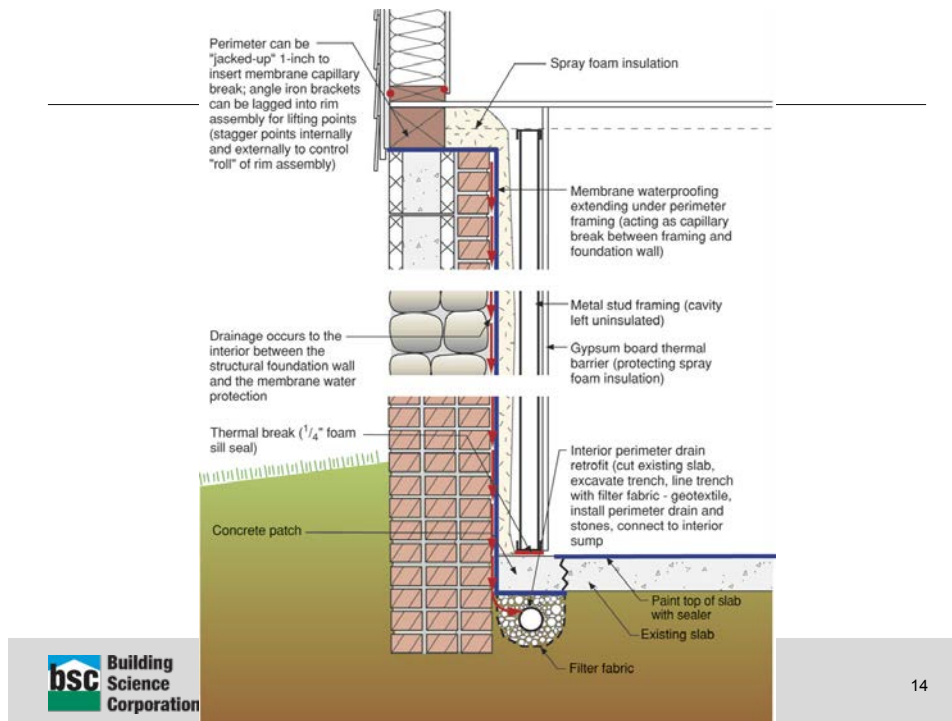 Perimeter can be
"jacked-up" 1-inch to
insert membrane capillary
break; angle iron brackets
can be lagged into rim
assembly for lifting points
(stagger points internally
and externally to control
"roll" of rim assembly)
Spray foam insulation
Membrane waterproofing
extending under perimeter
framing (acting as capillary
break between framing and
foundation wall)
Metal stud framing (cavity
left uninsulated)
Drainage occurs to the
interior between the
structural foundation wall
and the membrane water
protection
Gypsum board thermal
barrier (protecting spray
foam insulation)
Thermal break (1/4" foam
sill seal)
Interior perimeter drain
retrofit (cut existing slab,
excavate trench, line trench
with filter fabric - geotextile,
install perimeter drain and
stones, connect to interior
sump
Concrete patch
Paint top of slab
with sealer
Existing slab
Filter fabric
bsc
Building
Science
Corporation
14